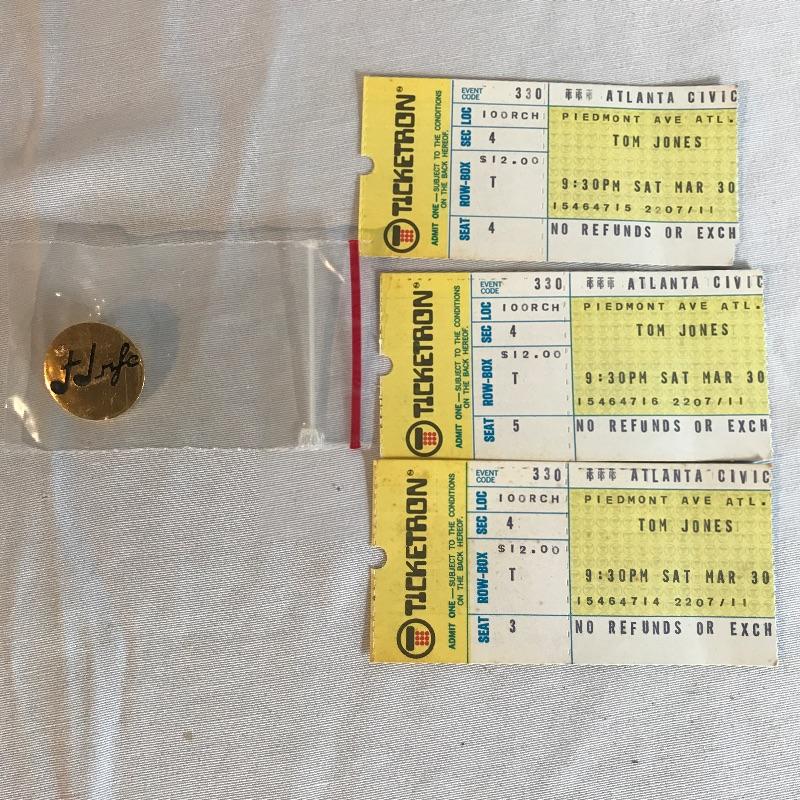 TICKETRON
ADMIT ONE — SUBJECT TO THE CONDITIONS
ON THE BACK HEREOF.
EVENT CODE 330
SEC LOC 100RCH
4
$12.00
ROW-BOX T
SEAT 4
ATLANTA CIVIC
PIEDMONT AVE ATL.
TOM JONES
9:30PM SAT MAR 30
15464715 2207/11
NO REFUNDS OR EXCH
TICKETRON
ADMIT ONE — SUBJECT TO THE CONDITIONS
ON THE BACK HEREOF.
EVENT CODE 330
SEC LOC 100RCH
4
$12.00
ROW-BOX T
SEAT 5
ATLANTA CIVIC
PIEDMONT AVE ATL.
TOM JONES
9:30PM SAT MAR 30
15464716 2207/11
NO REFUNDS OR EXCH
tjrfc
TICKETRON
ADMIT ONE — SUBJECT TO THE CONDITIONS
ON THE BACK HEREOF.
EVENT CODE 330
SEC LOC 100RCH
4
$12.00
ROW-BOX T
SEAT 3
ATLANTA CIVIC
PIEDMONT AVE ATL.
TOM JONES
9:30PM SAT MAR 30
15464714 2207/11
NO REFUNDS OR EXCH